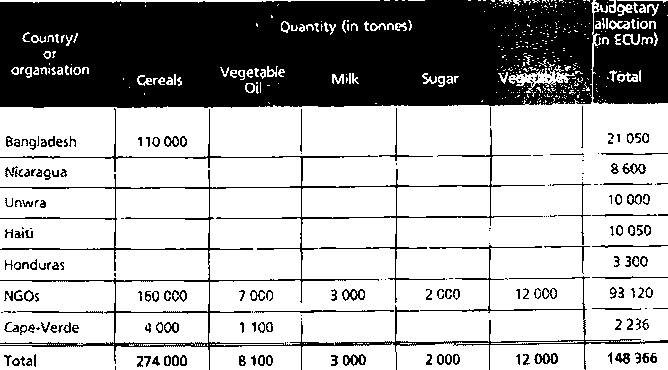 Country/
or
organisation
Quantity (in tonnes)
Budgetary
allocation
(in ECUm)
Cereals Vegetable Oil Milk Sugar Vegetables Total
Bangladesh 110 000 21 050
Nicaragua 8 600
Unwra 10 000
Haiti 10 050
Honduras 3 300
NGOs 160 000 7 000 3 000 2 000 12 000 93 120
Cape-Verde 4 000 1 100 2 236
Total 274 000 8 100 3 000 2 000 12 000 148 366